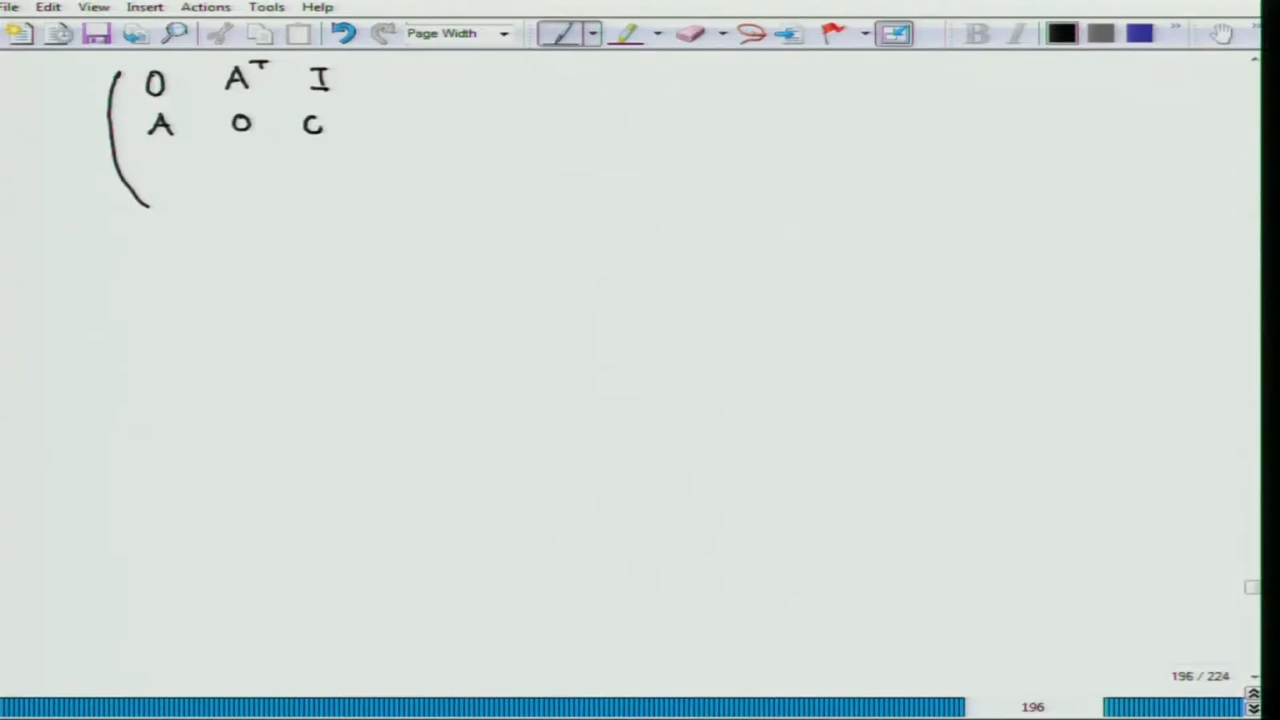 File Edit View Insert Actions Tools Help
Page Width B I
0 Aᵀ I
A 0 C
196 / 224
196